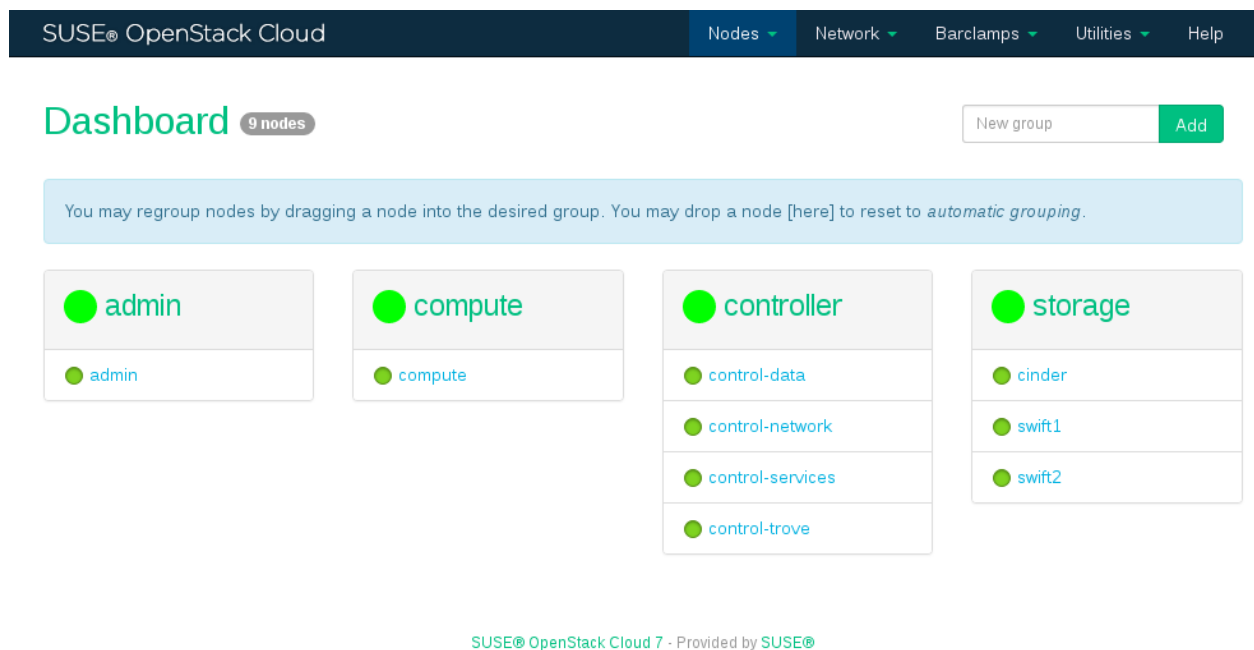 SUSE® OpenStack Cloud
Nodes Network Barclamps Utilities Help
Dashboard 9 nodes
New group Add
You may regroup nodes by dragging a node into the desired group. You may drop a node [here] to reset to automatic grouping.
admin
admin
compute
compute
controller
control-data
control-network
control-services
control-trove
storage
cinder
swift1
swift2
SUSE® OpenStack Cloud 7 - Provided by SUSE®